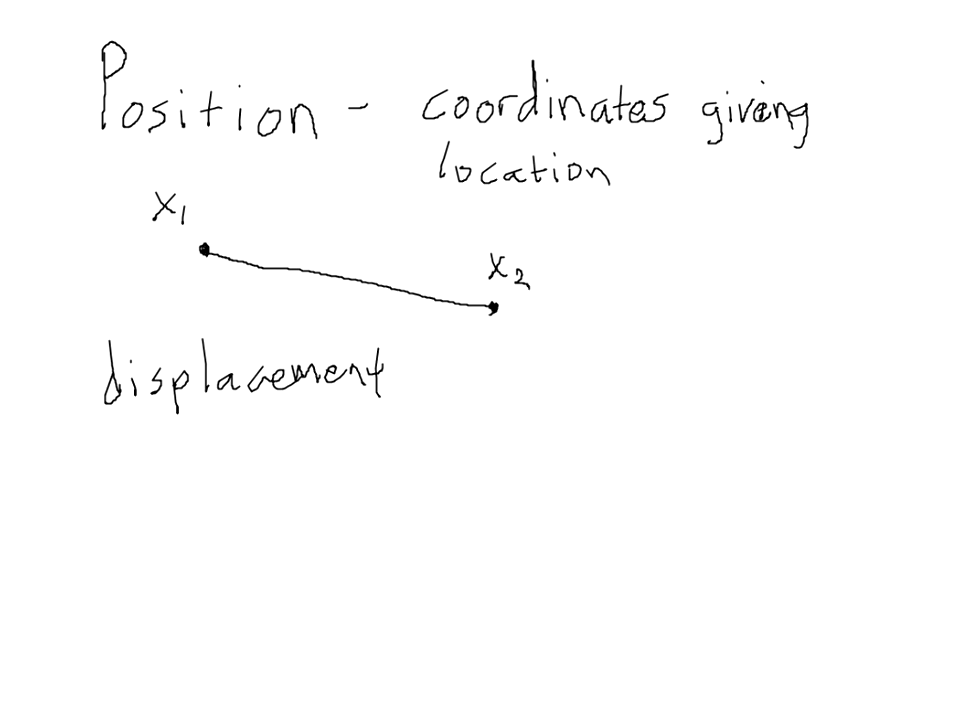 Position - coordinates giving
location
x₁
x₂
displacement